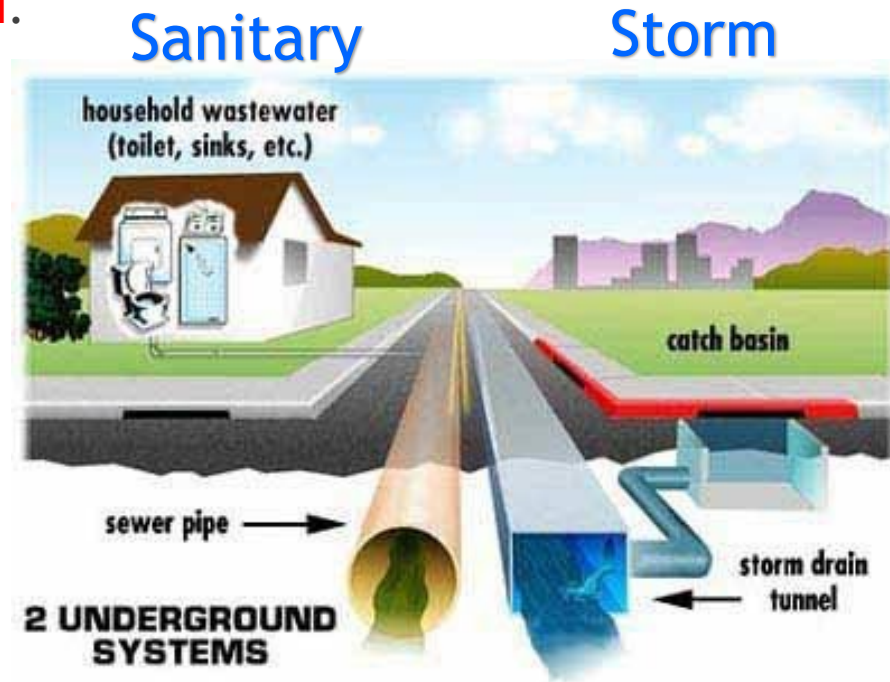 Sanitary
Storm
household wastewater
(toilet, sinks, etc.)
catch basin
sewer pipe
storm drain
tunnel
2 UNDERGROUND
SYSTEMS